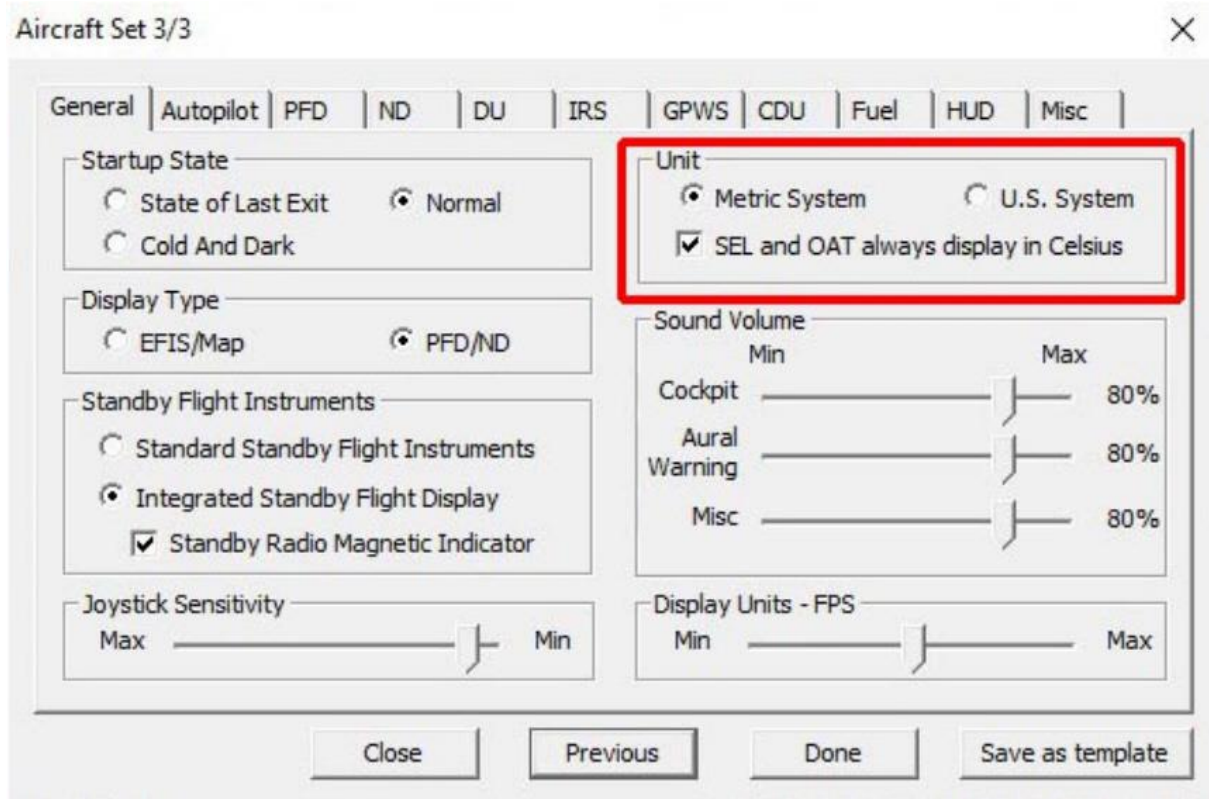 Aircraft Set 3/3
General Autopilot PFD ND DU IRS GPWS CDU Fuel HUD Misc
Startup State
State of Last Exit Normal
Cold And Dark
Display Type
EFIS/Map PFD/ND
Standby Flight Instruments
Standard Standby Flight Instruments
Integrated Standby Flight Display
Standby Radio Magnetic Indicator
Joystick Sensitivity
Max Min
Unit
Metric System U.S. System
SEL and OAT always display in Celsius
Sound Volume
Min Max
Cockpit 80%
Aural
Warning 80%
Misc 80%
Display Units - FPS
Min Max
Close Previous Done Save as template